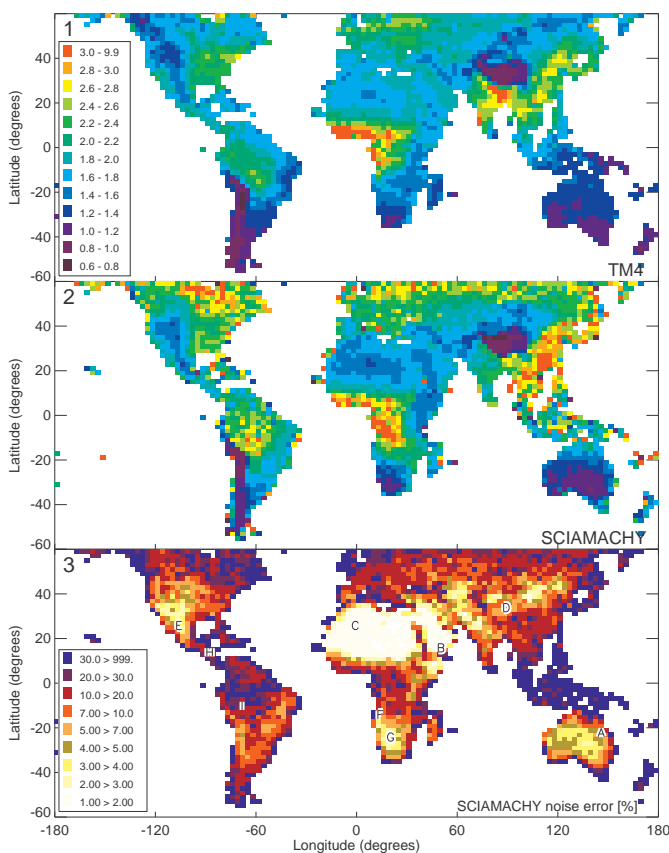 1
60
40
20
0
-20
-40
-60
Latitude (degrees)
3.0 - 9.9
2.8 - 3.0
2.6 - 2.8
2.4 - 2.6
2.2 - 2.4
2.0 - 2.2
1.8 - 2.0
1.6 - 1.8
1.4 - 1.6
1.2 - 1.4
1.0 - 1.2
0.8 - 1.0
0.6 - 0.8
TM4
2
40
20
0
-20
-40
-60
Latitude (degrees)
SCIAMACHY
3
40
20
0
-20
-40
-60
Latitude (degrees)
E
H
I
C
B
D
F
G
A
30.0 > 999.
20.0 > 30.0
10.0 > 20.0
7.00 > 10.0
5.00 > 7.00
4.00 > 5.00
3.00 > 4.00
2.00 > 3.00
1.00 > 2.00
SCIAMACHY noise error [%]
-180 -120 -60 0 60 120 180
Longitude (degrees)